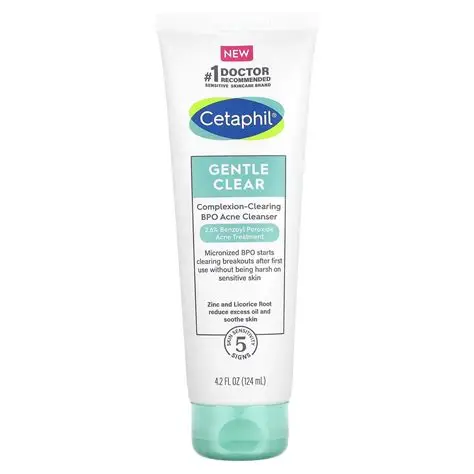 NEW
#1 DOCTOR
RECOMMENDED
SENSITIVE SKINCARE BRAND
Cetaphil®
GENTLE
CLEAR
Complexion-Clearing
BPO Acne Cleanser
2.6% Benzoyl Peroxide
Acne Treatment
Micronized BPO starts
clearing breakouts after first
use without being harsh on
sensitive skin
Zinc and Licorice Root
reduce excess oil and
soothe skin
SKIN SENSITIVITY
5
SIGNS
4.2 FL OZ (124 mL)